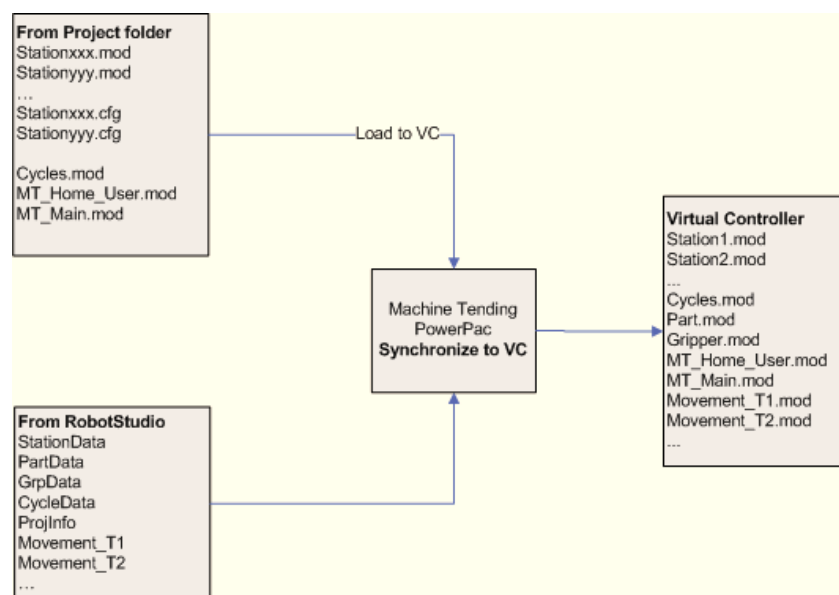 From Project folder
Stationxxx.mod
Stationyyy.mod
...
Stationxxx.cfg
Stationyyy.cfg
Cycles.mod
MT_Home_User.mod
MT_Main.mod
Load to VC
Machine Tending
PowerPac
Synchronize to VC
Virtual Controller
Station1.mod
Station2.mod
...
Cycles.mod
Part.mod
Gripper.mod
MT_Home_User.mod
MT_Main.mod
Movement_T1.mod
Movement_T2.mod
...
From RobotStudio
StationData
PartData
GrpData
CycleData
ProjInfo
Movement_T1
Movement_T2
...